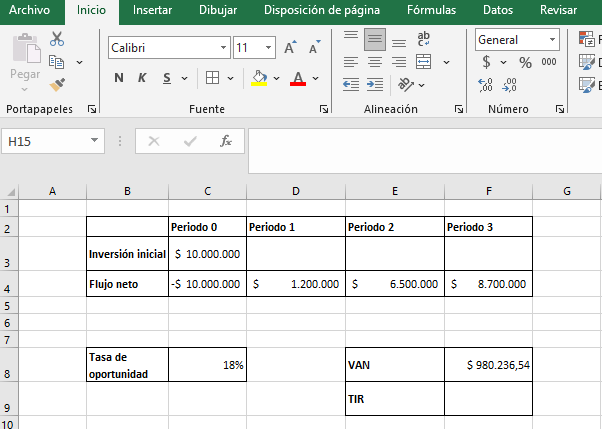 Archivo Inicio Insertar Dibujar Disposición de página Fórmulas Datos Revisar
Calibri 11 A A ab General
Pegar N K S A $ % 000
Portapapeles Fuente Alineación Número
H15 fx
A B C D E F G
1
2 Periodo 0 Periodo 1 Periodo 2 Periodo 3
3 Inversión inicial $ 10.000.000
4 Flujo neto -$ 10.000.000 $ 1.200.000 $ 6.500.000 $ 8.700.000
5
6
7
Tasa de
8 oportunidad 18% VAN $ 980.236,54
9 TIR
10